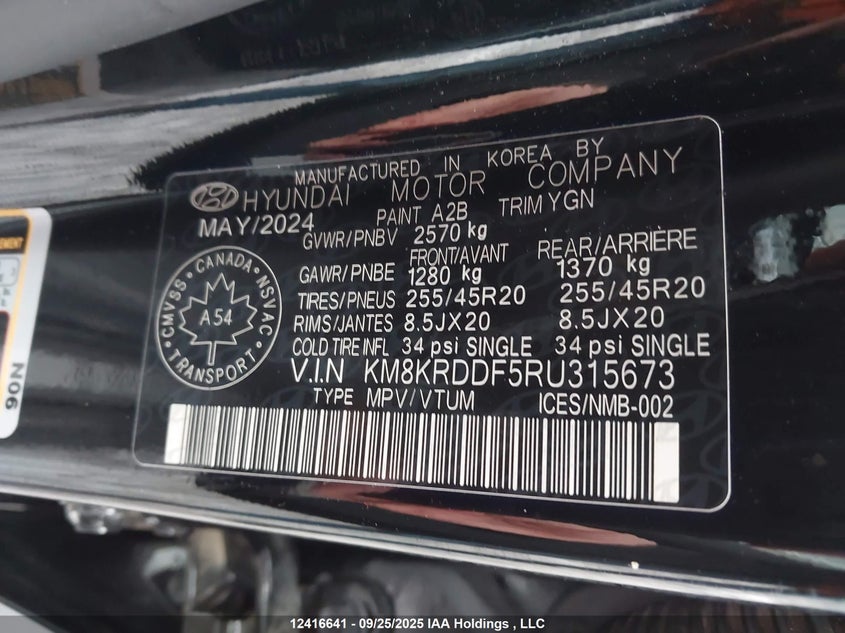 MANUFACTURED IN KOREA BY
HYUNDAI MOTOR COMPANY
MAY/2024 PAINT A2B TRIM YGN
GVWR/PNBV 2570 kg
FRONT/AVANT REAR/ARRIÈRE
GAWR/PNBE 1280 kg 1370 kg
TIRES/PNEUS 255/45R20 255/45R20
RIMS/JANTES 8.5JX20 8.5JX20
COLD TIRE INFL 34 psi SINGLE 34 psi SINGLE
V.I.N KM8KRDDF5RU315673
TYPE MPV/VTUM ICES/NMB-002
CMVSS • CANADA • NSVAC
A54
TRANSPORT
N06
12416641 - 09/25/2025 IAA Holdings , LLC